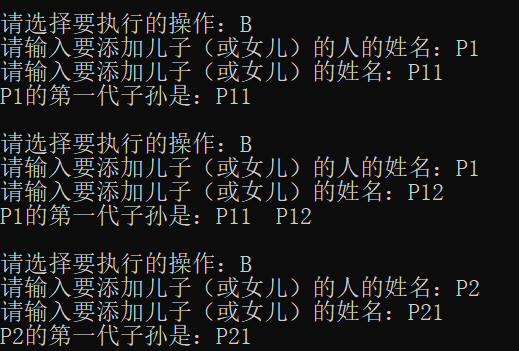 请选择要执行的操作：B
请输入要添加儿子（或女儿）的人的姓名：P1
请输入要添加儿子（或女儿）的姓名：P11
P1的第一代子孙是：P11
请选择要执行的操作：B
请输入要添加儿子（或女儿）的人的姓名：P1
请输入要添加儿子（或女儿）的姓名：P12
P1的第一代子孙是：P11  P12
请选择要执行的操作：B
请输入要添加儿子（或女儿）的人的姓名：P2
请输入要添加儿子（或女儿）的姓名：P21
P2的第一代子孙是：P21